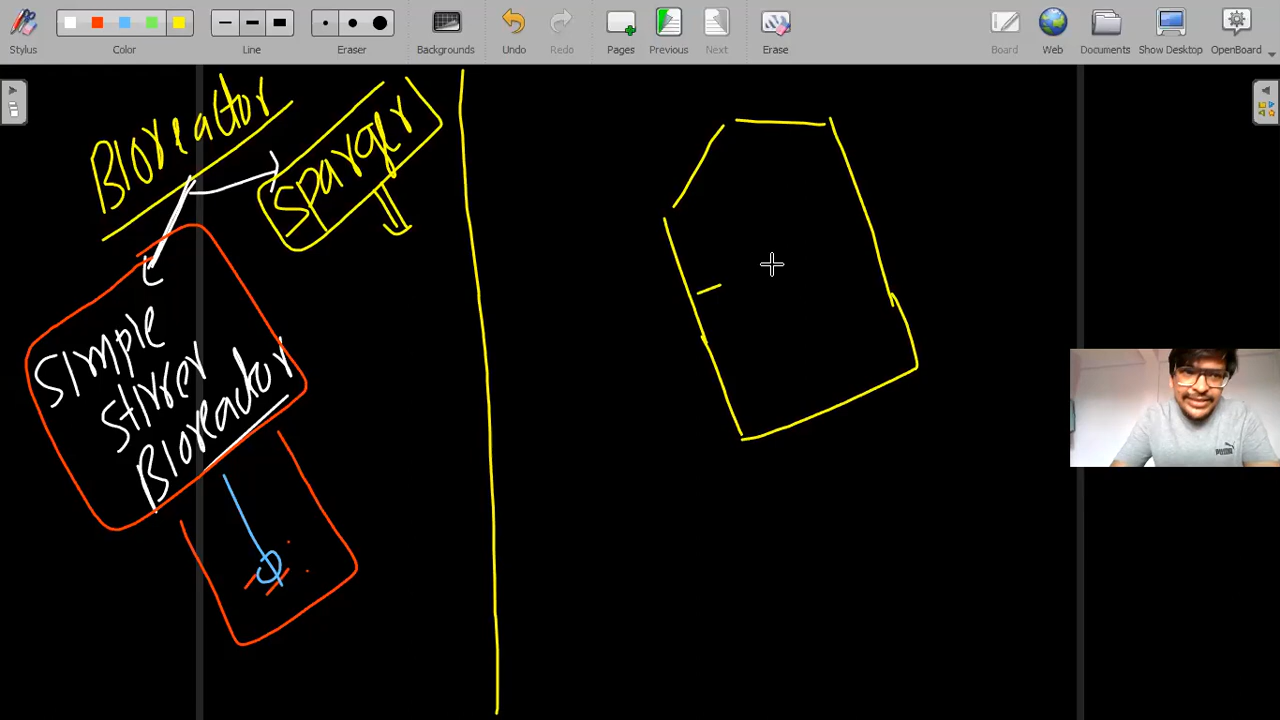 Stylus
Color
Line
Eraser
Backgrounds
Undo
Redo
Pages
Previous
Next
Erase
Board
Web
Documents
Show Desktop
OpenBoard
Bioreactor
Sparger
Simple
Stirrer
Bioreactor
PUMA